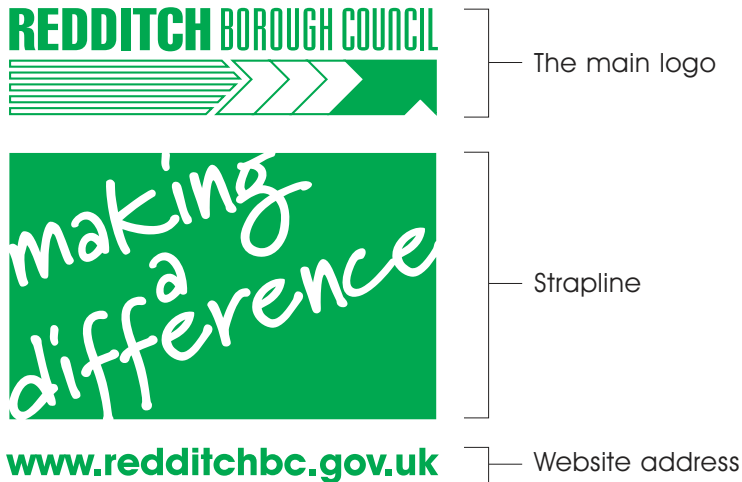 REDDITCH BOROUGH COUNCIL
The main logo
making
a
difference
Strapline
www.redditchbc.gov.uk
Website address